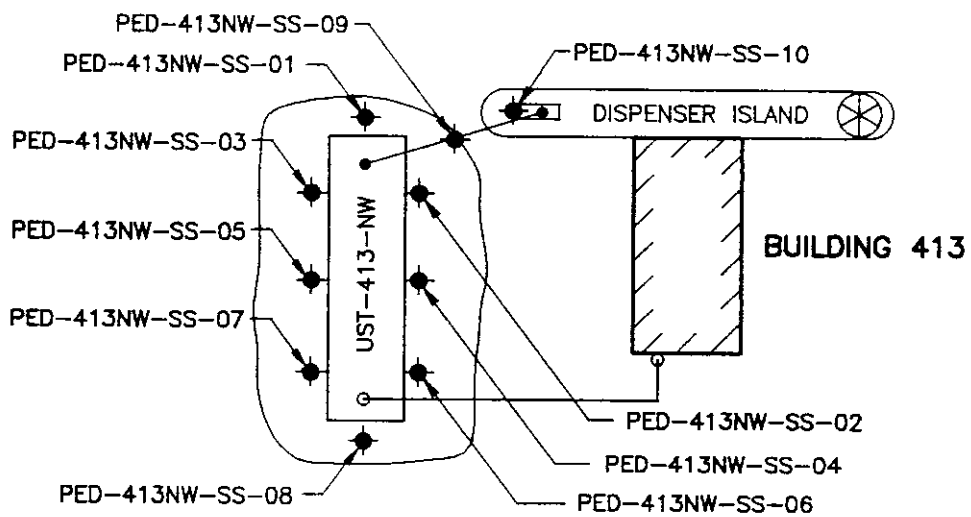 PED-413NW-SS-09
PED-413NW-SS-01
PED-413NW-SS-10
DISPENSER ISLAND
PED-413NW-SS-03
PED-413NW-SS-05
UST-413-NW
BUILDING 413
PED-413NW-SS-07
PED-413NW-SS-02
PED-413NW-SS-04
PED-413NW-SS-08
PED-413NW-SS-06